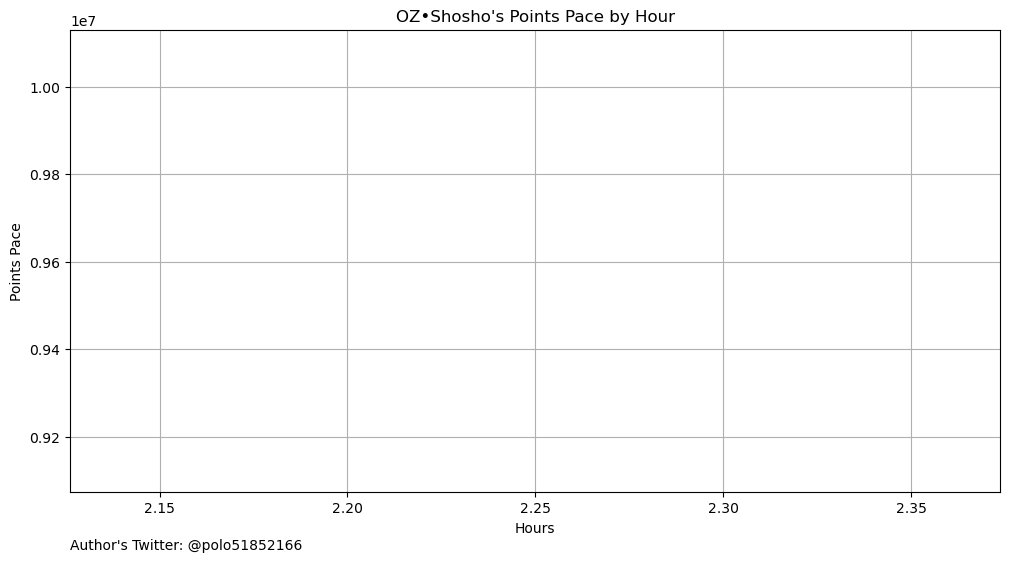 OZ•Shosho's Points Pace by Hour
1e7
1.00
0.98
0.96
0.94
0.92
Points Pace
2.15 2.20 2.25 2.30 2.35
Hours
Author's Twitter: @polo51852166